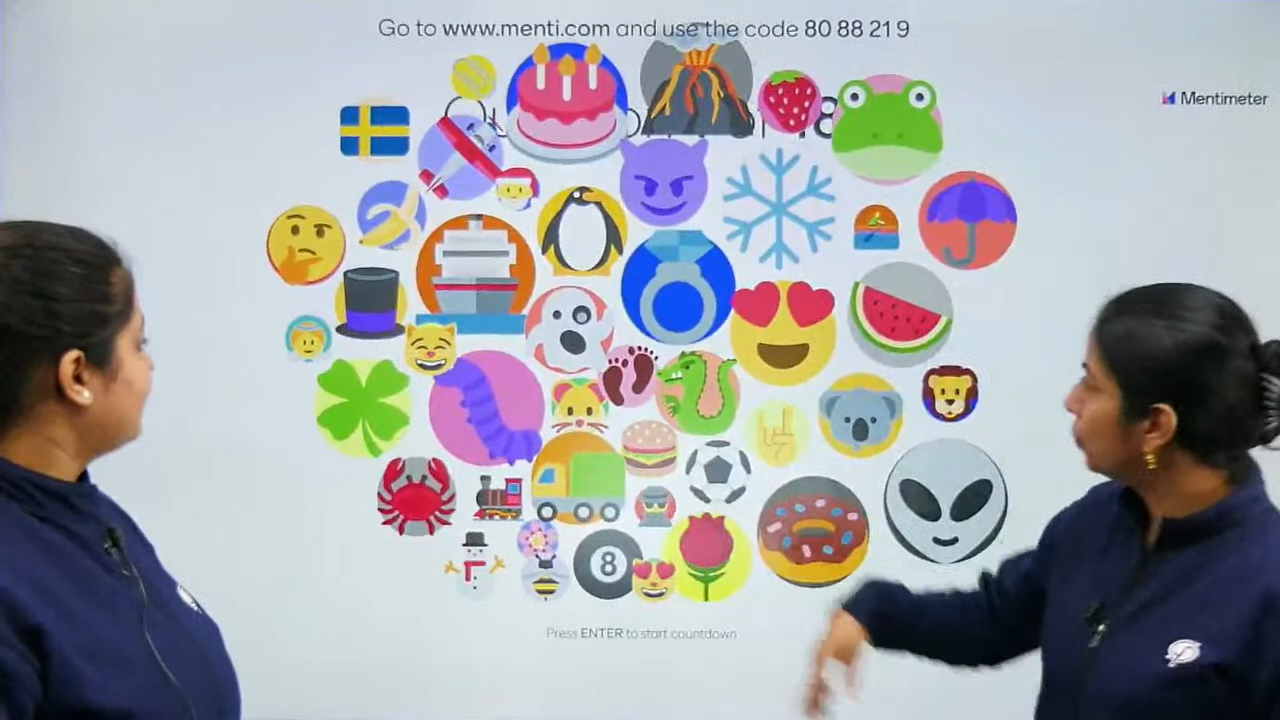 Go to www.menti.com and use the code 80 88 21 9
Mentimeter
8
Press ENTER to start countdown